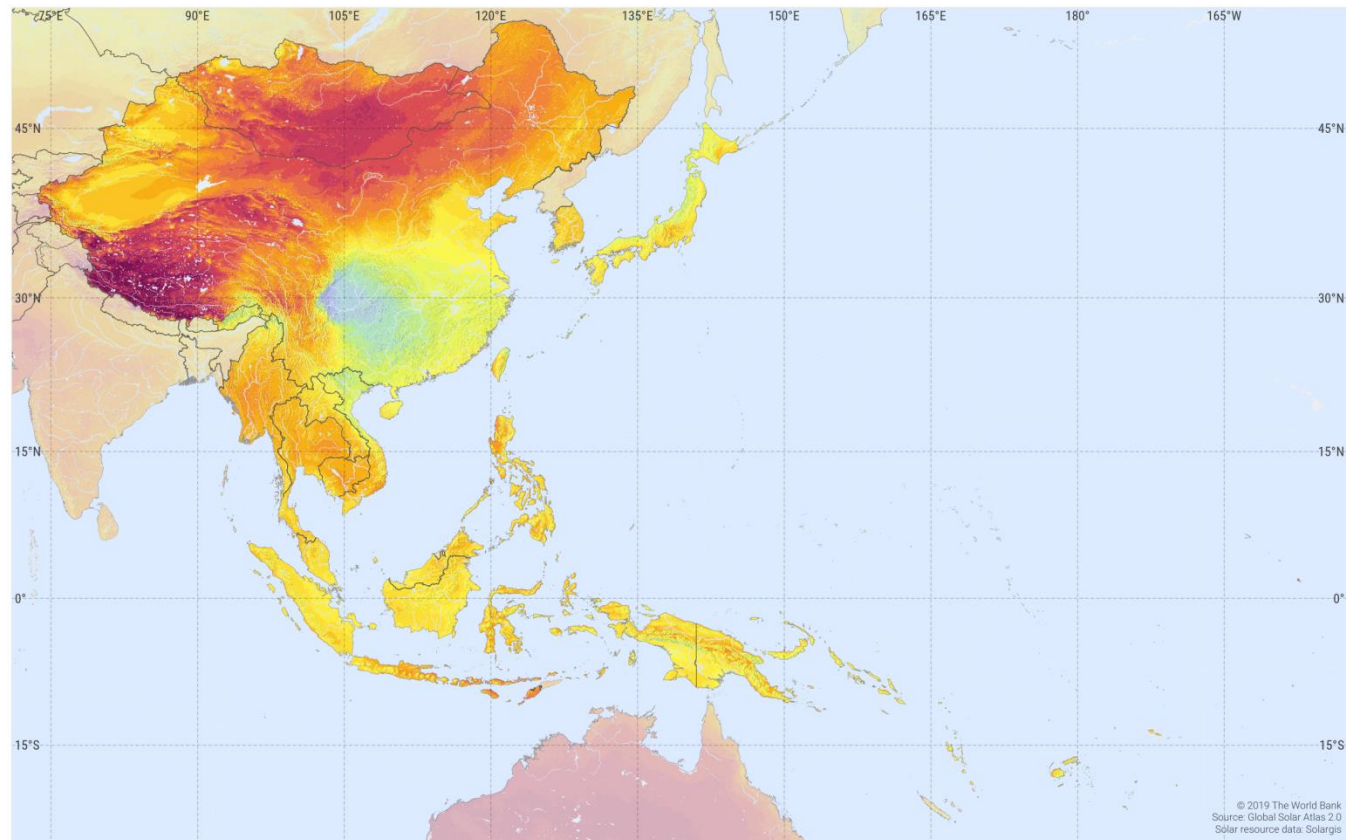 75°E 90°E 105°E 120°E 135°E 150°E 165°E 180° 165°W
45°N 45°N
30°N 30°N
15°N 15°N
0° 0°
15°S 15°S
© 2019 The World Bank
Source: Global Solar Atlas 2.0
Solar resource data: Solargis